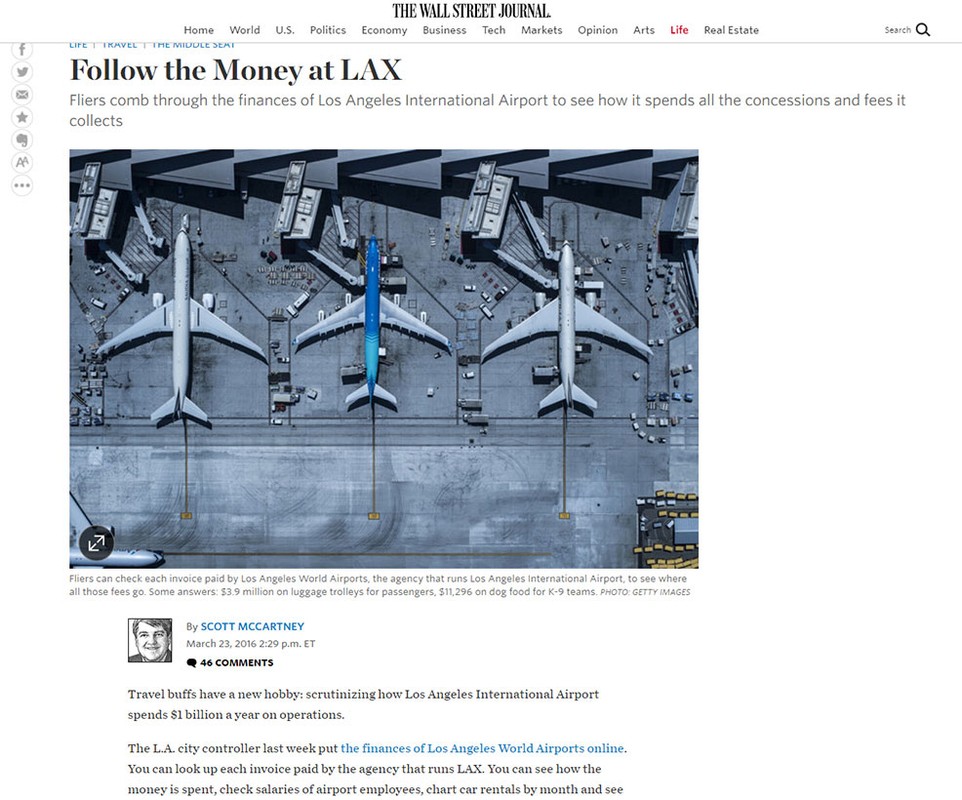 THE WALL STREET JOURNAL.
Home World U.S. Politics Economy Business Tech Markets Opinion Arts Life Real Estate Search
LIFE | TRAVEL | THE MIDDLE SEAT
Follow the Money at LAX
Fliers comb through the finances of Los Angeles International Airport to see how it spends all the concessions and fees it
collects
Fliers can check each invoice paid by Los Angeles World Airports, the agency that runs Los Angeles International Airport, to see where
all those fees go. Some answers: $3.9 million on luggage trolleys for passengers, $11,296 on dog food for K-9 teams. PHOTO: GETTY IMAGES
By SCOTT MCCARTNEY
March 23, 2016 2:29 p.m. ET
46 COMMENTS
Travel buffs have a new hobby: scrutinizing how Los Angeles International Airport
spends $1 billion a year on operations.
The L.A. city controller last week put the finances of Los Angeles World Airports online.
You can look up each invoice paid by the agency that runs LAX. You can see how the
money is spent, check salaries of airport employees, chart car rentals by month and see